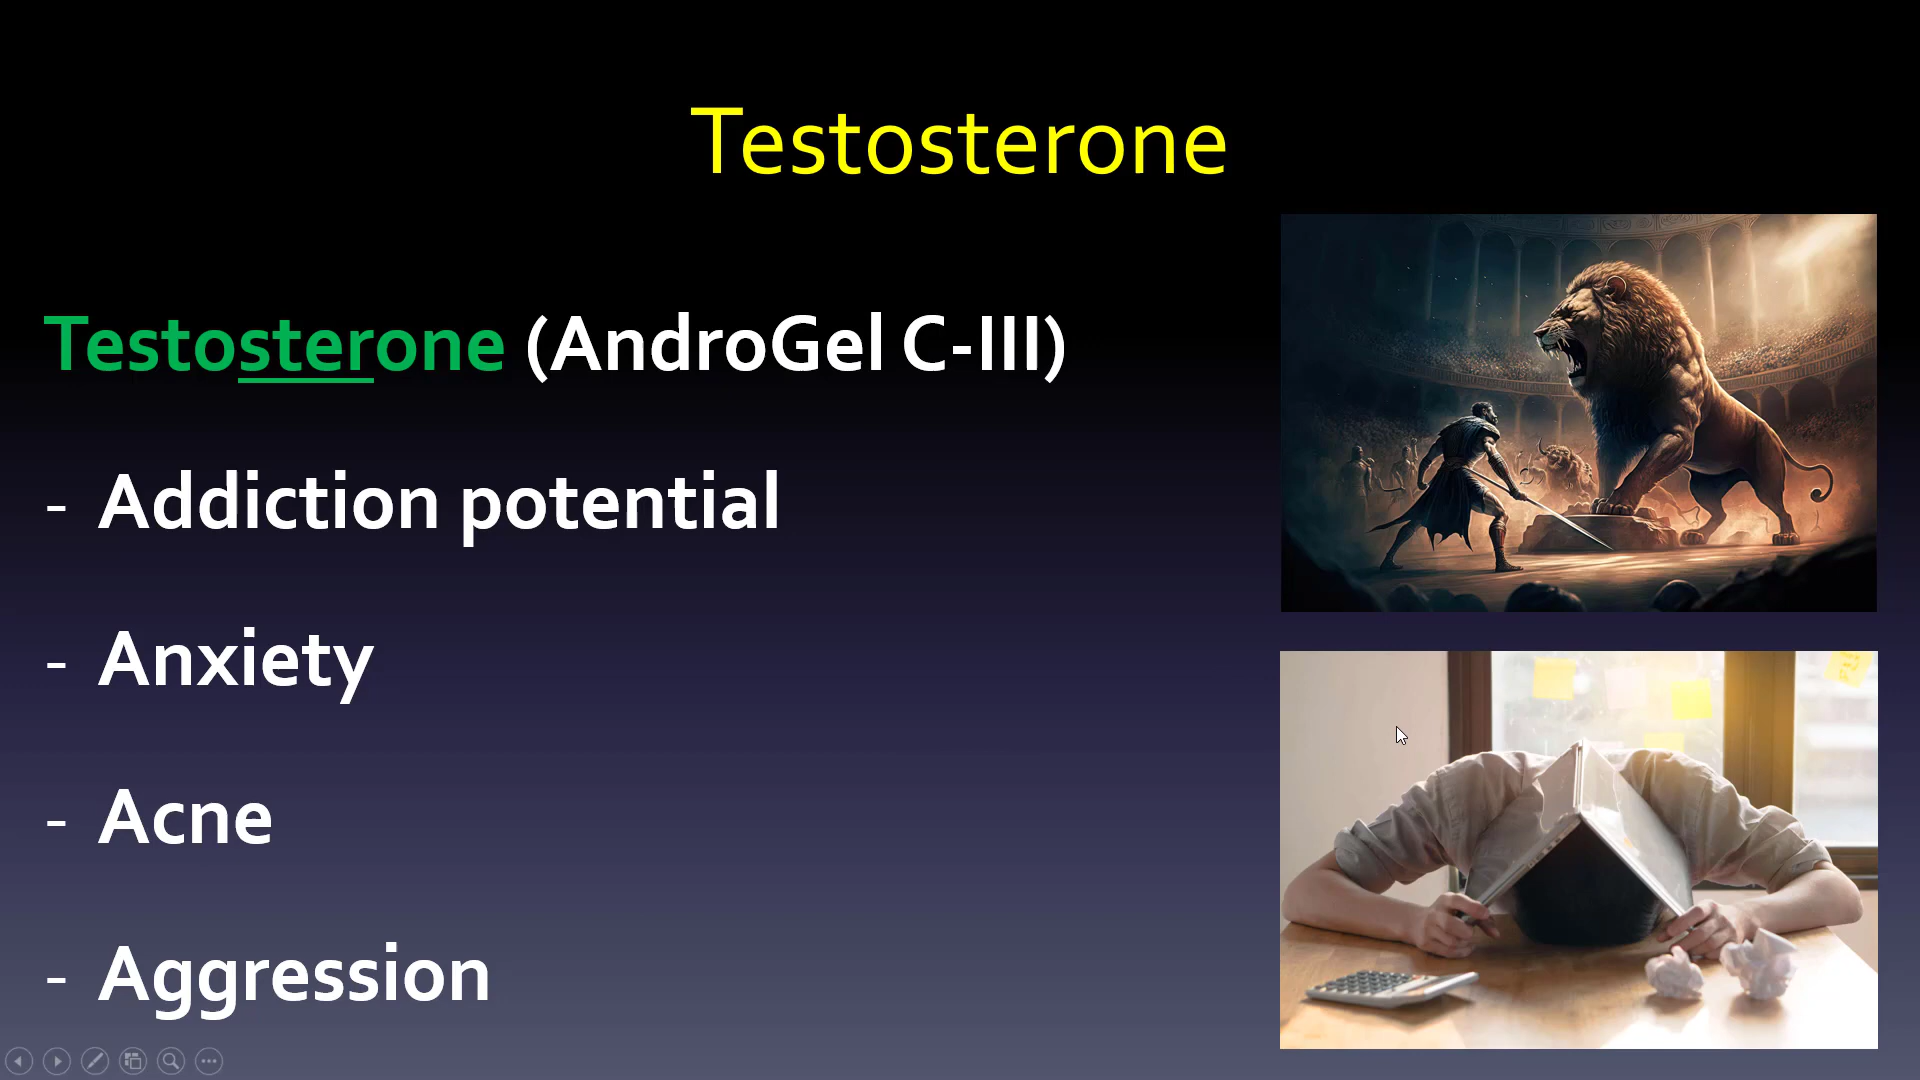 Testosterone
Testosterone (AndroGel C-III)
- Addiction potential
- Anxiety
- Acne
- Aggression